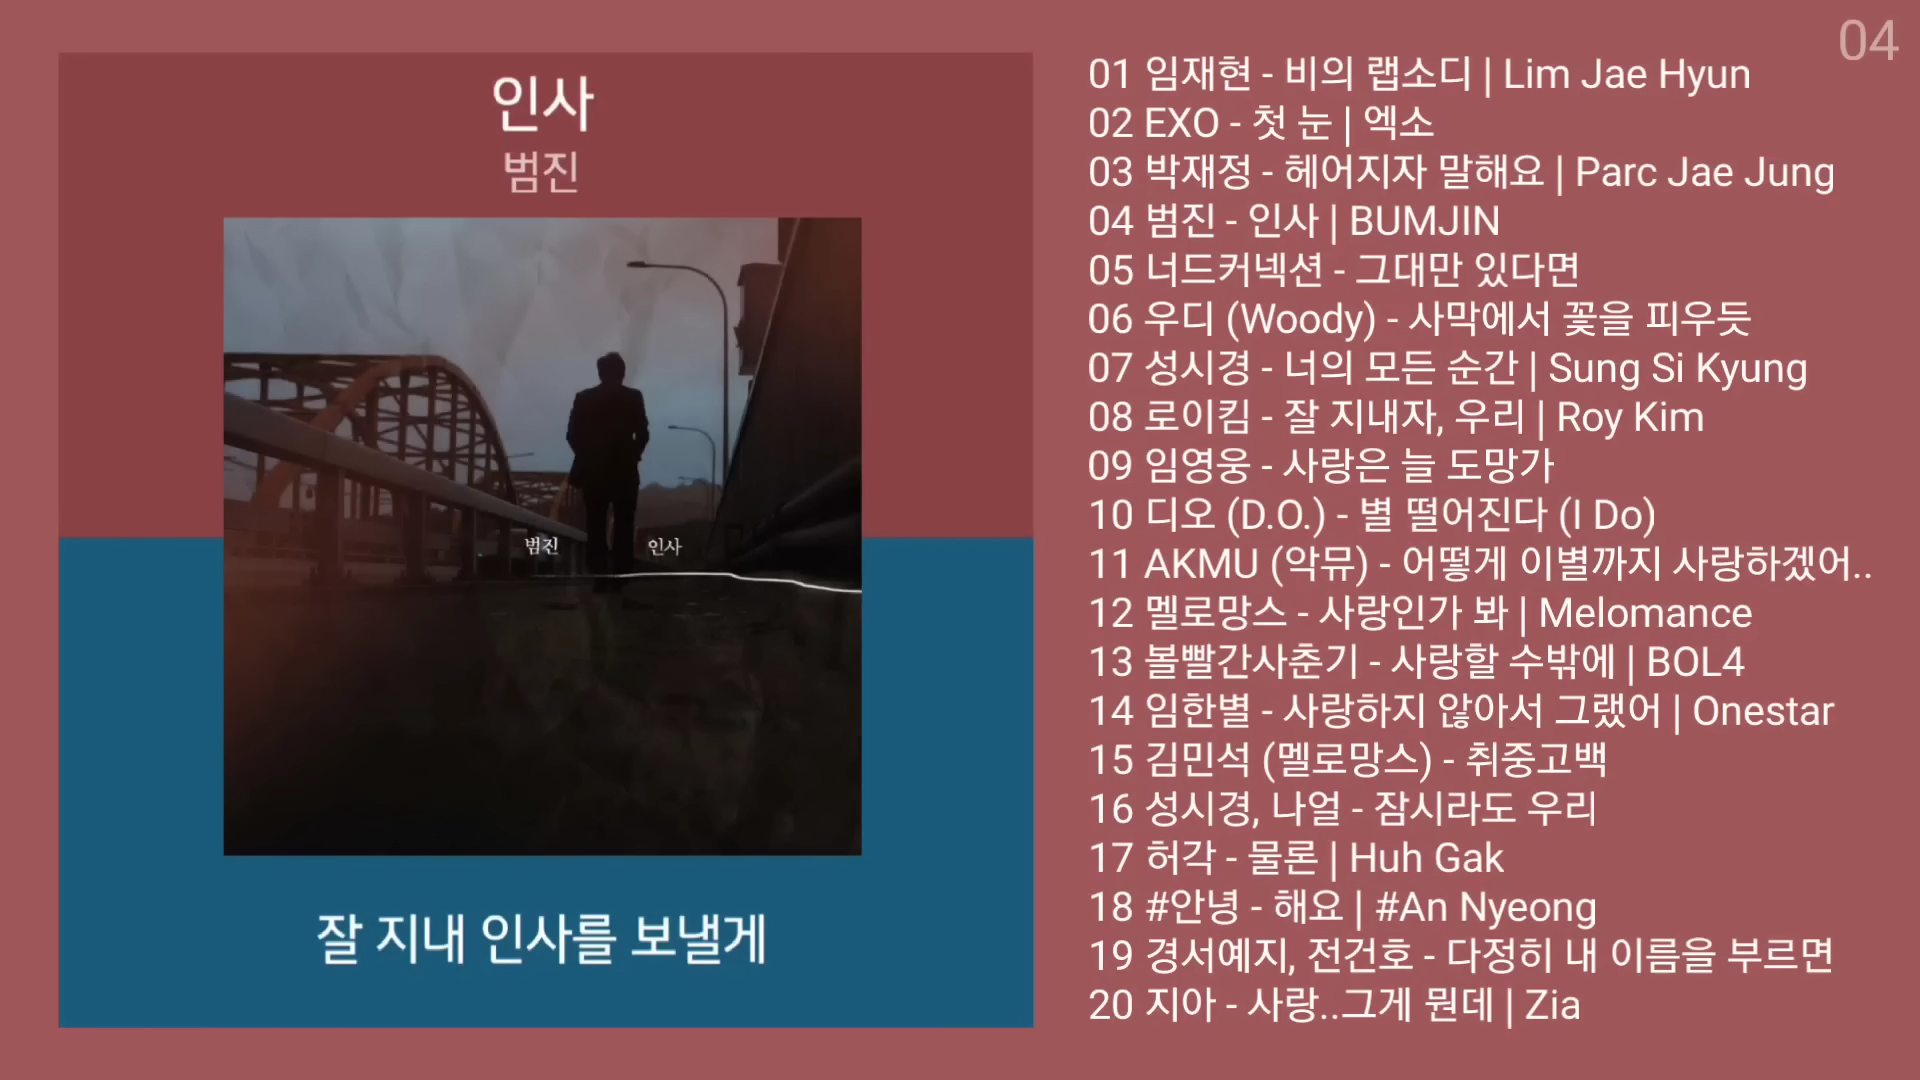 04
인사
범진
범진 인사
잘 지내 인사를 보낼게
01 임재현 - 비의 랩소디 | Lim Jae Hyun
02 EXO - 첫 눈 | 엑소
03 박재정 - 헤어지자 말해요 | Parc Jae Jung
04 범진 - 인사 | BUMJIN
05 너드커넥션 - 그대만 있다면
06 우디 (Woody) - 사막에서 꽃을 피우듯
07 성시경 - 너의 모든 순간 | Sung Si Kyung
08 로이킴 - 잘 지내자, 우리 | Roy Kim
09 임영웅 - 사랑은 늘 도망가
10 디오 (D.O.) - 별 떨어진다 (I Do)
11 AKMU (악뮤) - 어떻게 이별까지 사랑하겠어..
12 멜로망스 - 사랑인가 봐 | Melomance
13 볼빨간사춘기 - 사랑할 수밖에 | BOL4
14 임한별 - 사랑하지 않아서 그랬어 | Onestar
15 김민석 (멜로망스) - 취중고백
16 성시경, 나얼 - 잠시라도 우리
17 허각 - 물론 | Huh Gak
18 #안녕 - 해요 | #An Nyeong
19 경서예지, 전건호 - 다정히 내 이름을 부르면
20 지아 - 사랑..그게 뭔데 | Zia